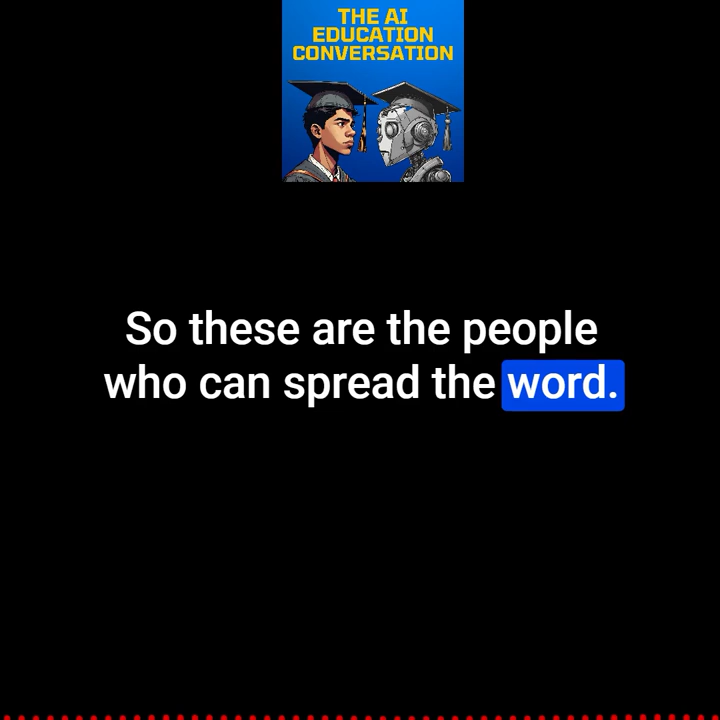 THE AI
EDUCATION
CONVERSATION
So these are the people
who can spread the word.